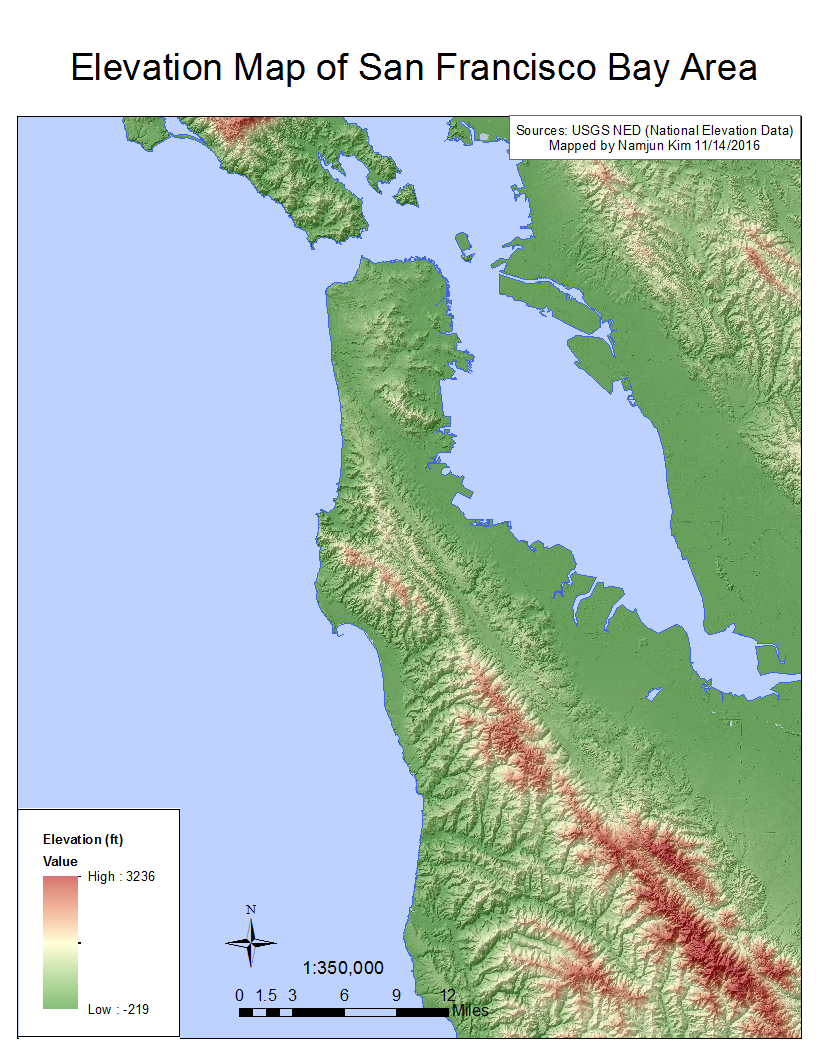 Elevation Map of San Francisco Bay Area
Sources: USGS NED (National Elevation Data)
Mapped by Namjun Kim 11/14/2016
Elevation (ft)
Value
High : 3236
Low : -219
N
1:350,000
0 1.5 3 6 9 12
Miles